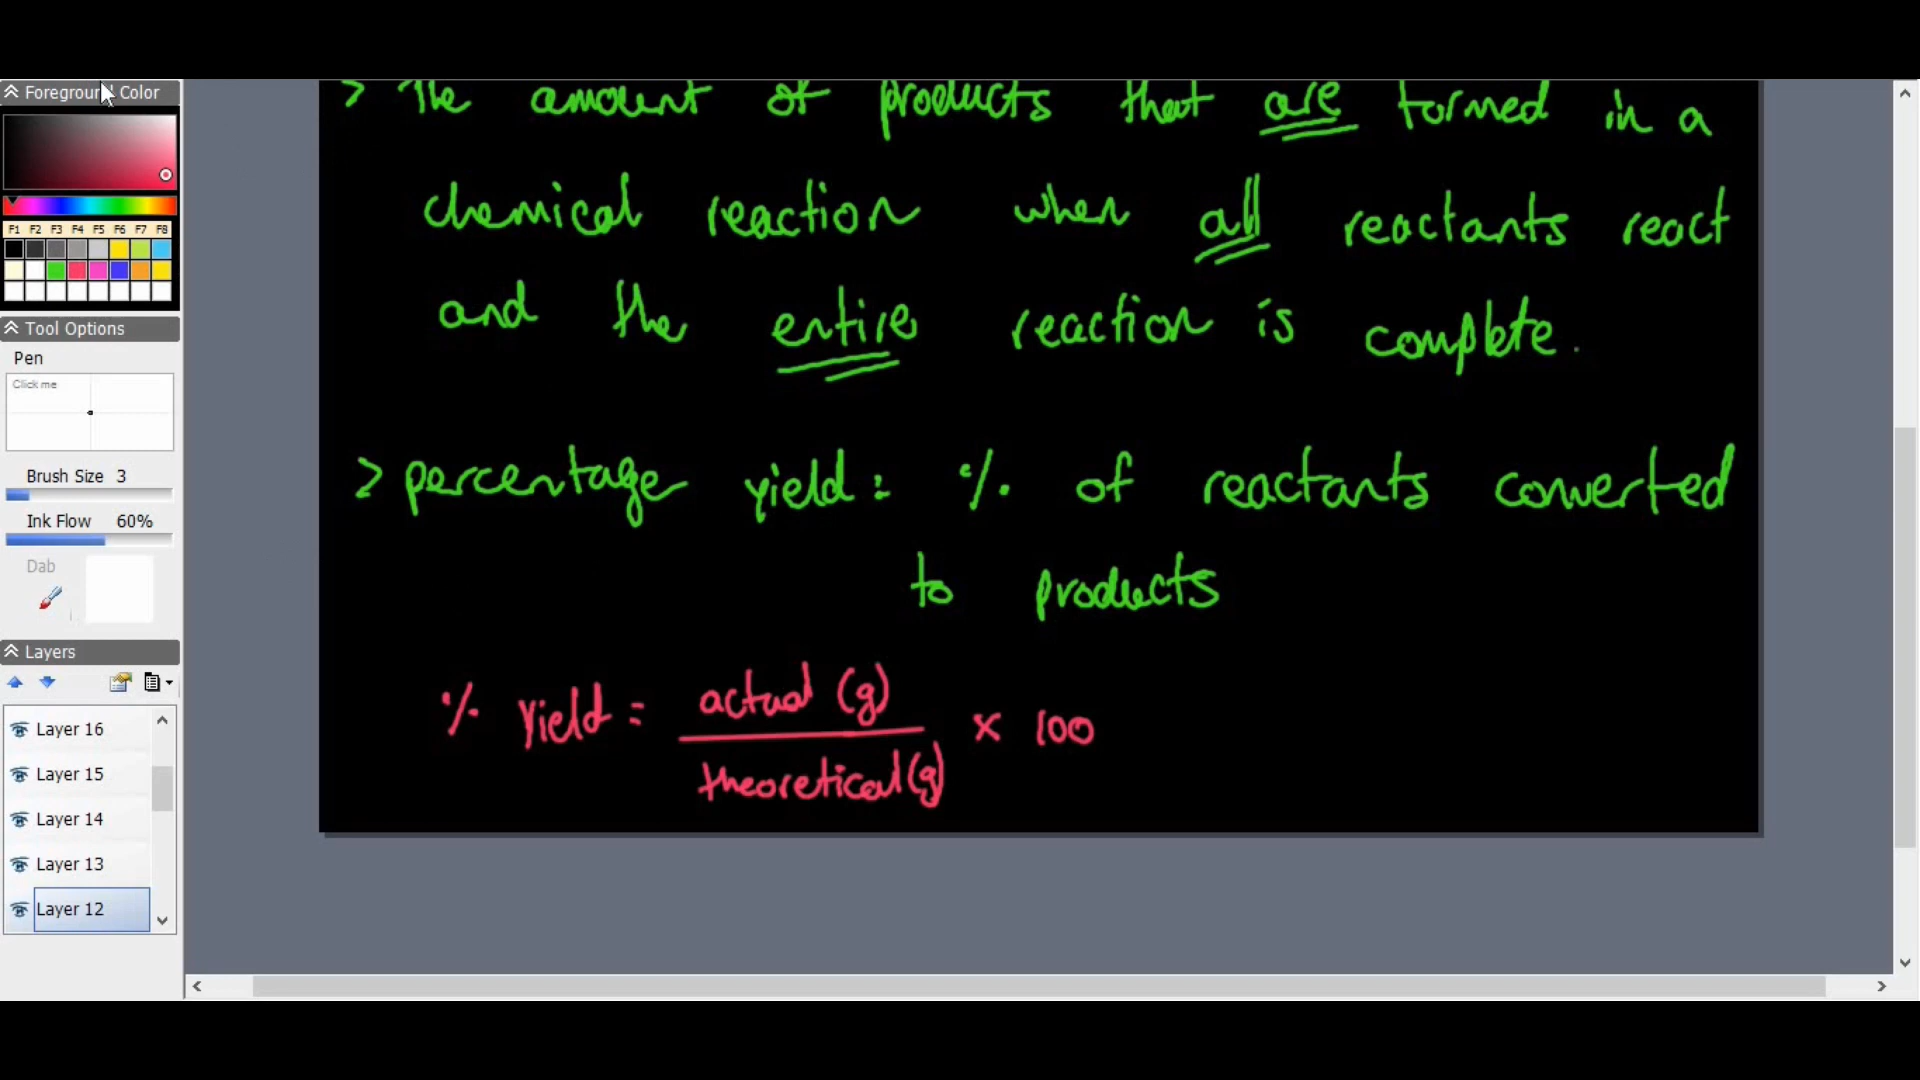 Foreground Color
F1 F2 F3 F4 F5 F6 F7 F8
Tool Options
Pen
Click me
Brush Size 3
Ink Flow 60%
Dab
Layers
Layer 16
Layer 15
Layer 14
Layer 13
Layer 12
> The amount of products that are formed in a
chemical reaction when all reactants react
and the entire reaction is complete.
> percentage yield: % of reactants converted
to products
% Yield = actual (g)
theoretical (g) x 100